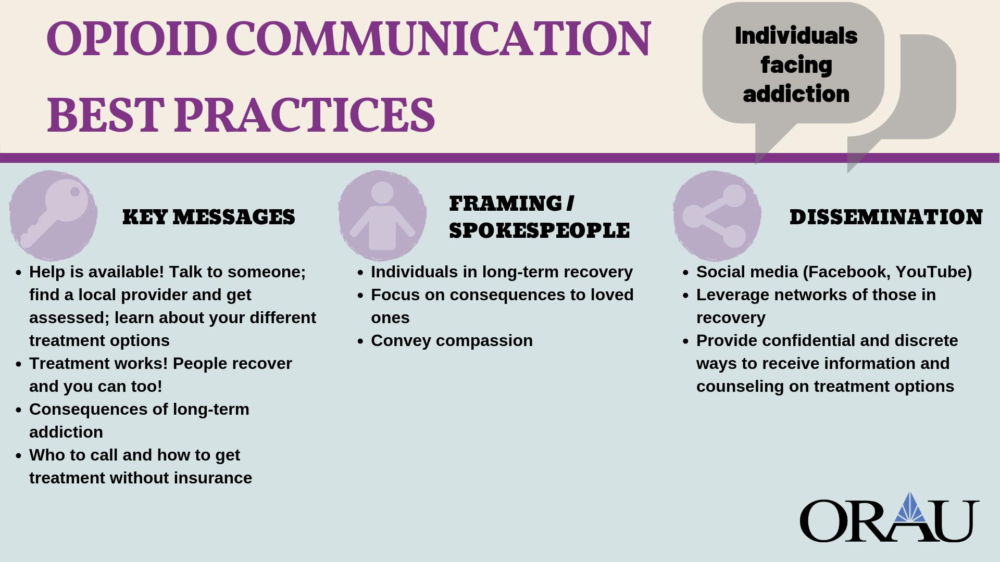 OPIOID COMMUNICATION
BEST PRACTICES
Individuals
facing
addiction
KEY MESSAGES
• Help is available! Talk to someone;
find a local provider and get
assessed; learn about your different
treatment options
• Treatment works! People recover
and you can too!
• Consequences of long-term
addiction
• Who to call and how to get
treatment without insurance
FRAMING /
SPOKESPEOPLE
• Individuals in long-term recovery
• Focus on consequences to loved
ones
• Convey compassion
DISSEMINATION
• Social media (Facebook, YouTube)
• Leverage networks of those in
recovery
• Provide confidential and discrete
ways to receive information and
counseling on treatment options
ORAU